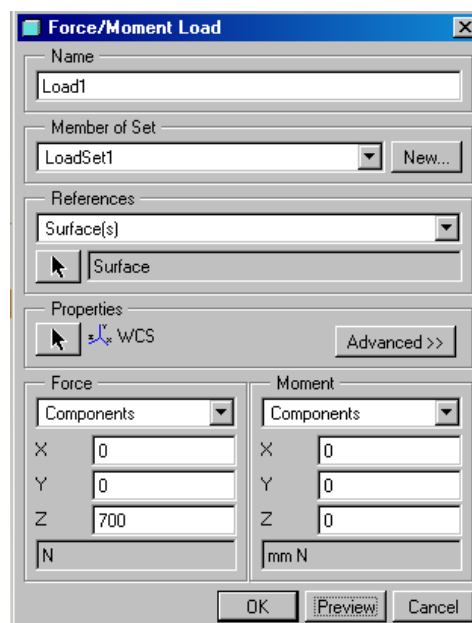 Force/Moment Load
Name
Load1
Member of Set
LoadSet1
New...
References
Surface(s)
Surface
Properties
WCS
Advanced >>
Force
Components
X 0
Y 0
Z 700
N
Moment
Components
X 0
Y 0
Z 0
mm N
OK Preview Cancel